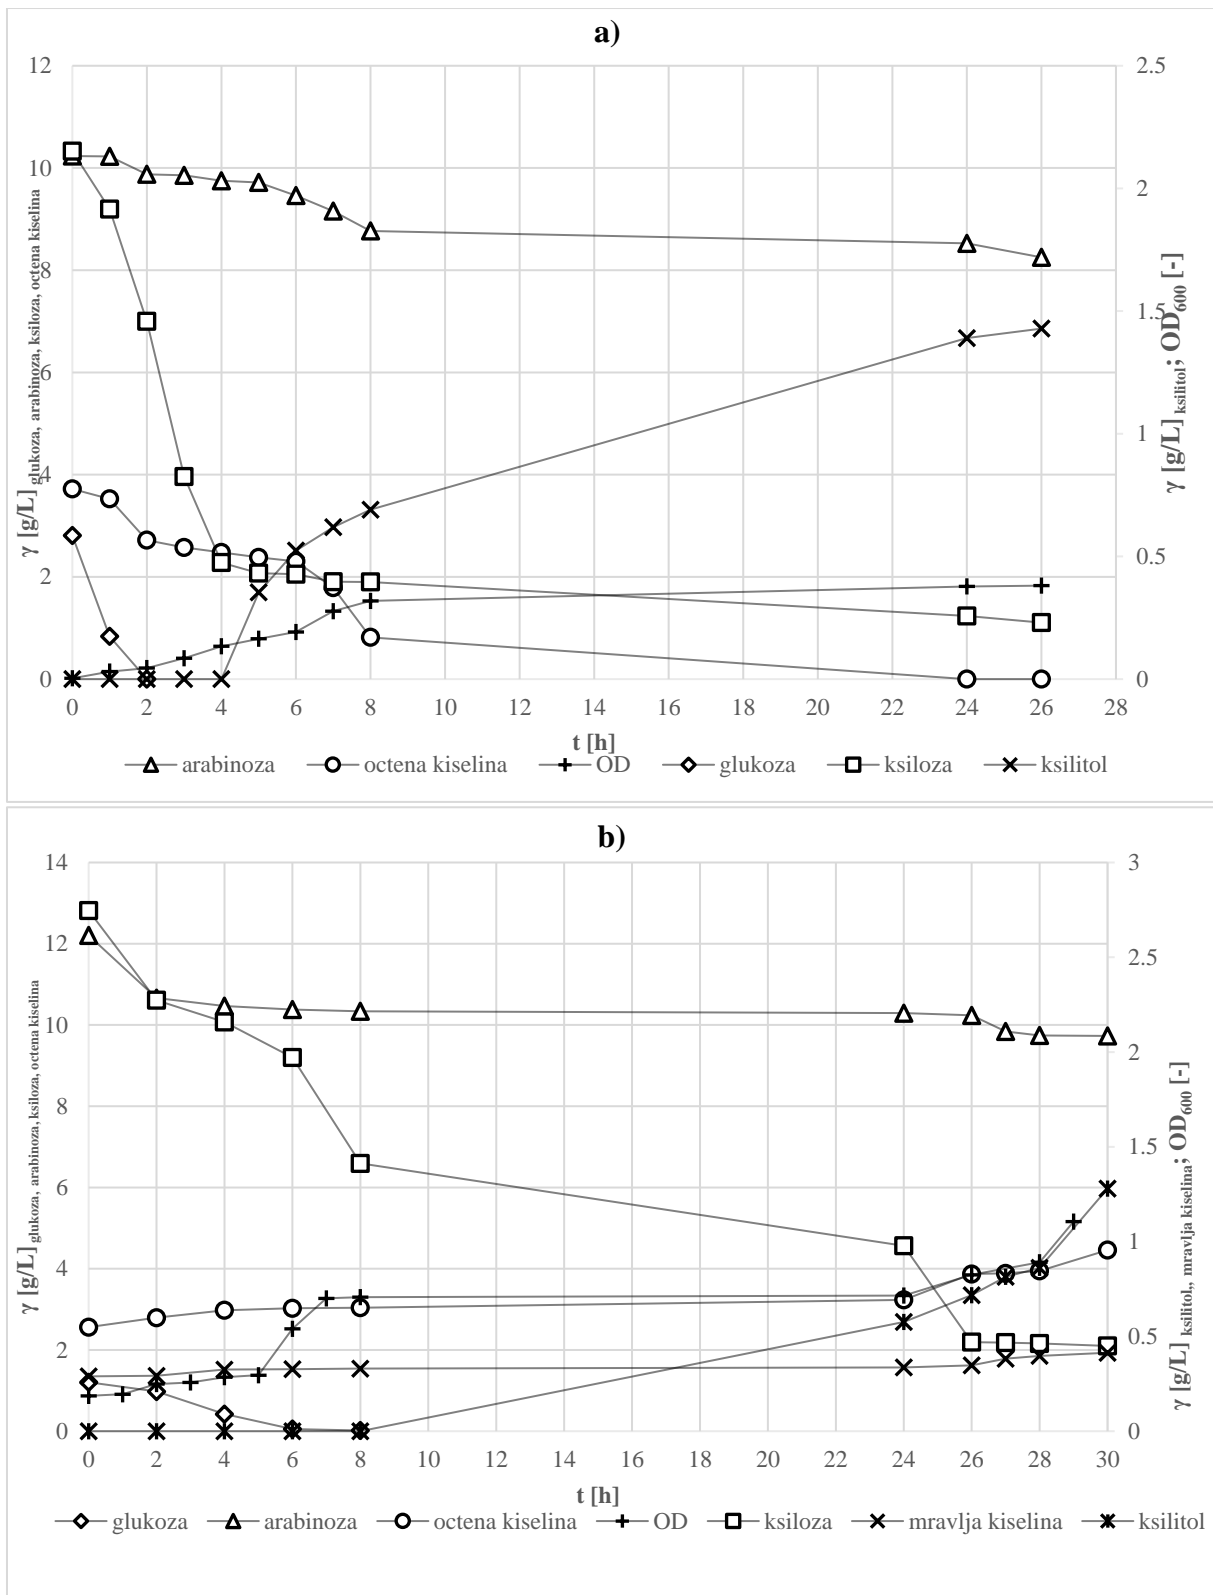 a)
12
10
8
6
4
2
0
2.5
2
1.5
1
0.5
0
0 2 4 6 8 10 12 14 16 18 20 22 24 26 28
γ [g/L] glukoza, arabinoza, ksiloza, octena kiselina
γ [g/L] ksilitol; OD600 [-]
t [h]
arabinoza octena kiselina OD glukoza ksiloza ksilitol
b)
14
12
10
8
6
4
2
0
3
2.5
2
1.5
1
0.5
0
0 2 4 6 8 10 12 14 16 18 20 22 24 26 28 30
γ [g/L] glukoza, arabinoza, ksiloza, octena kiselina
γ [g/L] ksilitol,, mravlja kiselina; OD600 [-]
t [h]
glukoza arabinoza octena kiselina OD ksiloza mravlja kiselina ksilitol